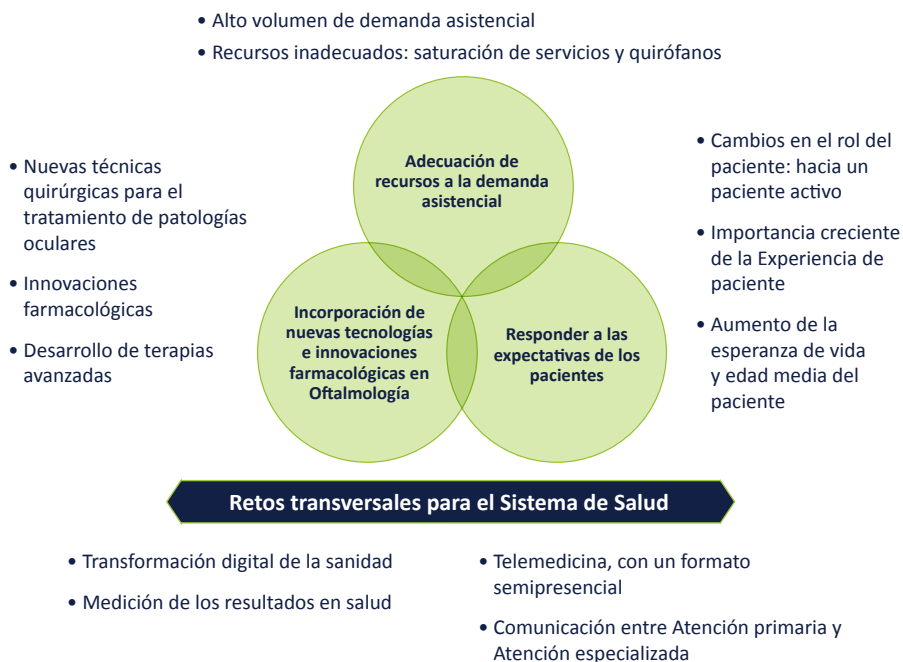 • Alto volumen de demanda asistencial
• Recursos inadecuados: saturación de servicios y quirófanos
Adecuación de
recursos a la demanda
asistencial
• Nuevas técnicas
quirúrgicas para el
tratamiento de patologías
oculares
• Innovaciones
farmacológicas
• Desarrollo de terapias
avanzadas
Incorporación de
nuevas tecnologías
e innovaciones
farmacológicas en
Oftalmología
Responder a las
expectativas de los
pacientes
• Cambios en el rol del
paciente: hacia un
paciente activo
• Importancia creciente
de la Experiencia de
paciente
• Aumento de la
esperanza de vida
y edad media del
paciente
Retos transversales para el Sistema de Salud
• Transformación digital de la sanidad
• Medición de los resultados en salud
• Telemedicina, con un formato
semipresencial
• Comunicación entre Atención primaria y
Atención especializada